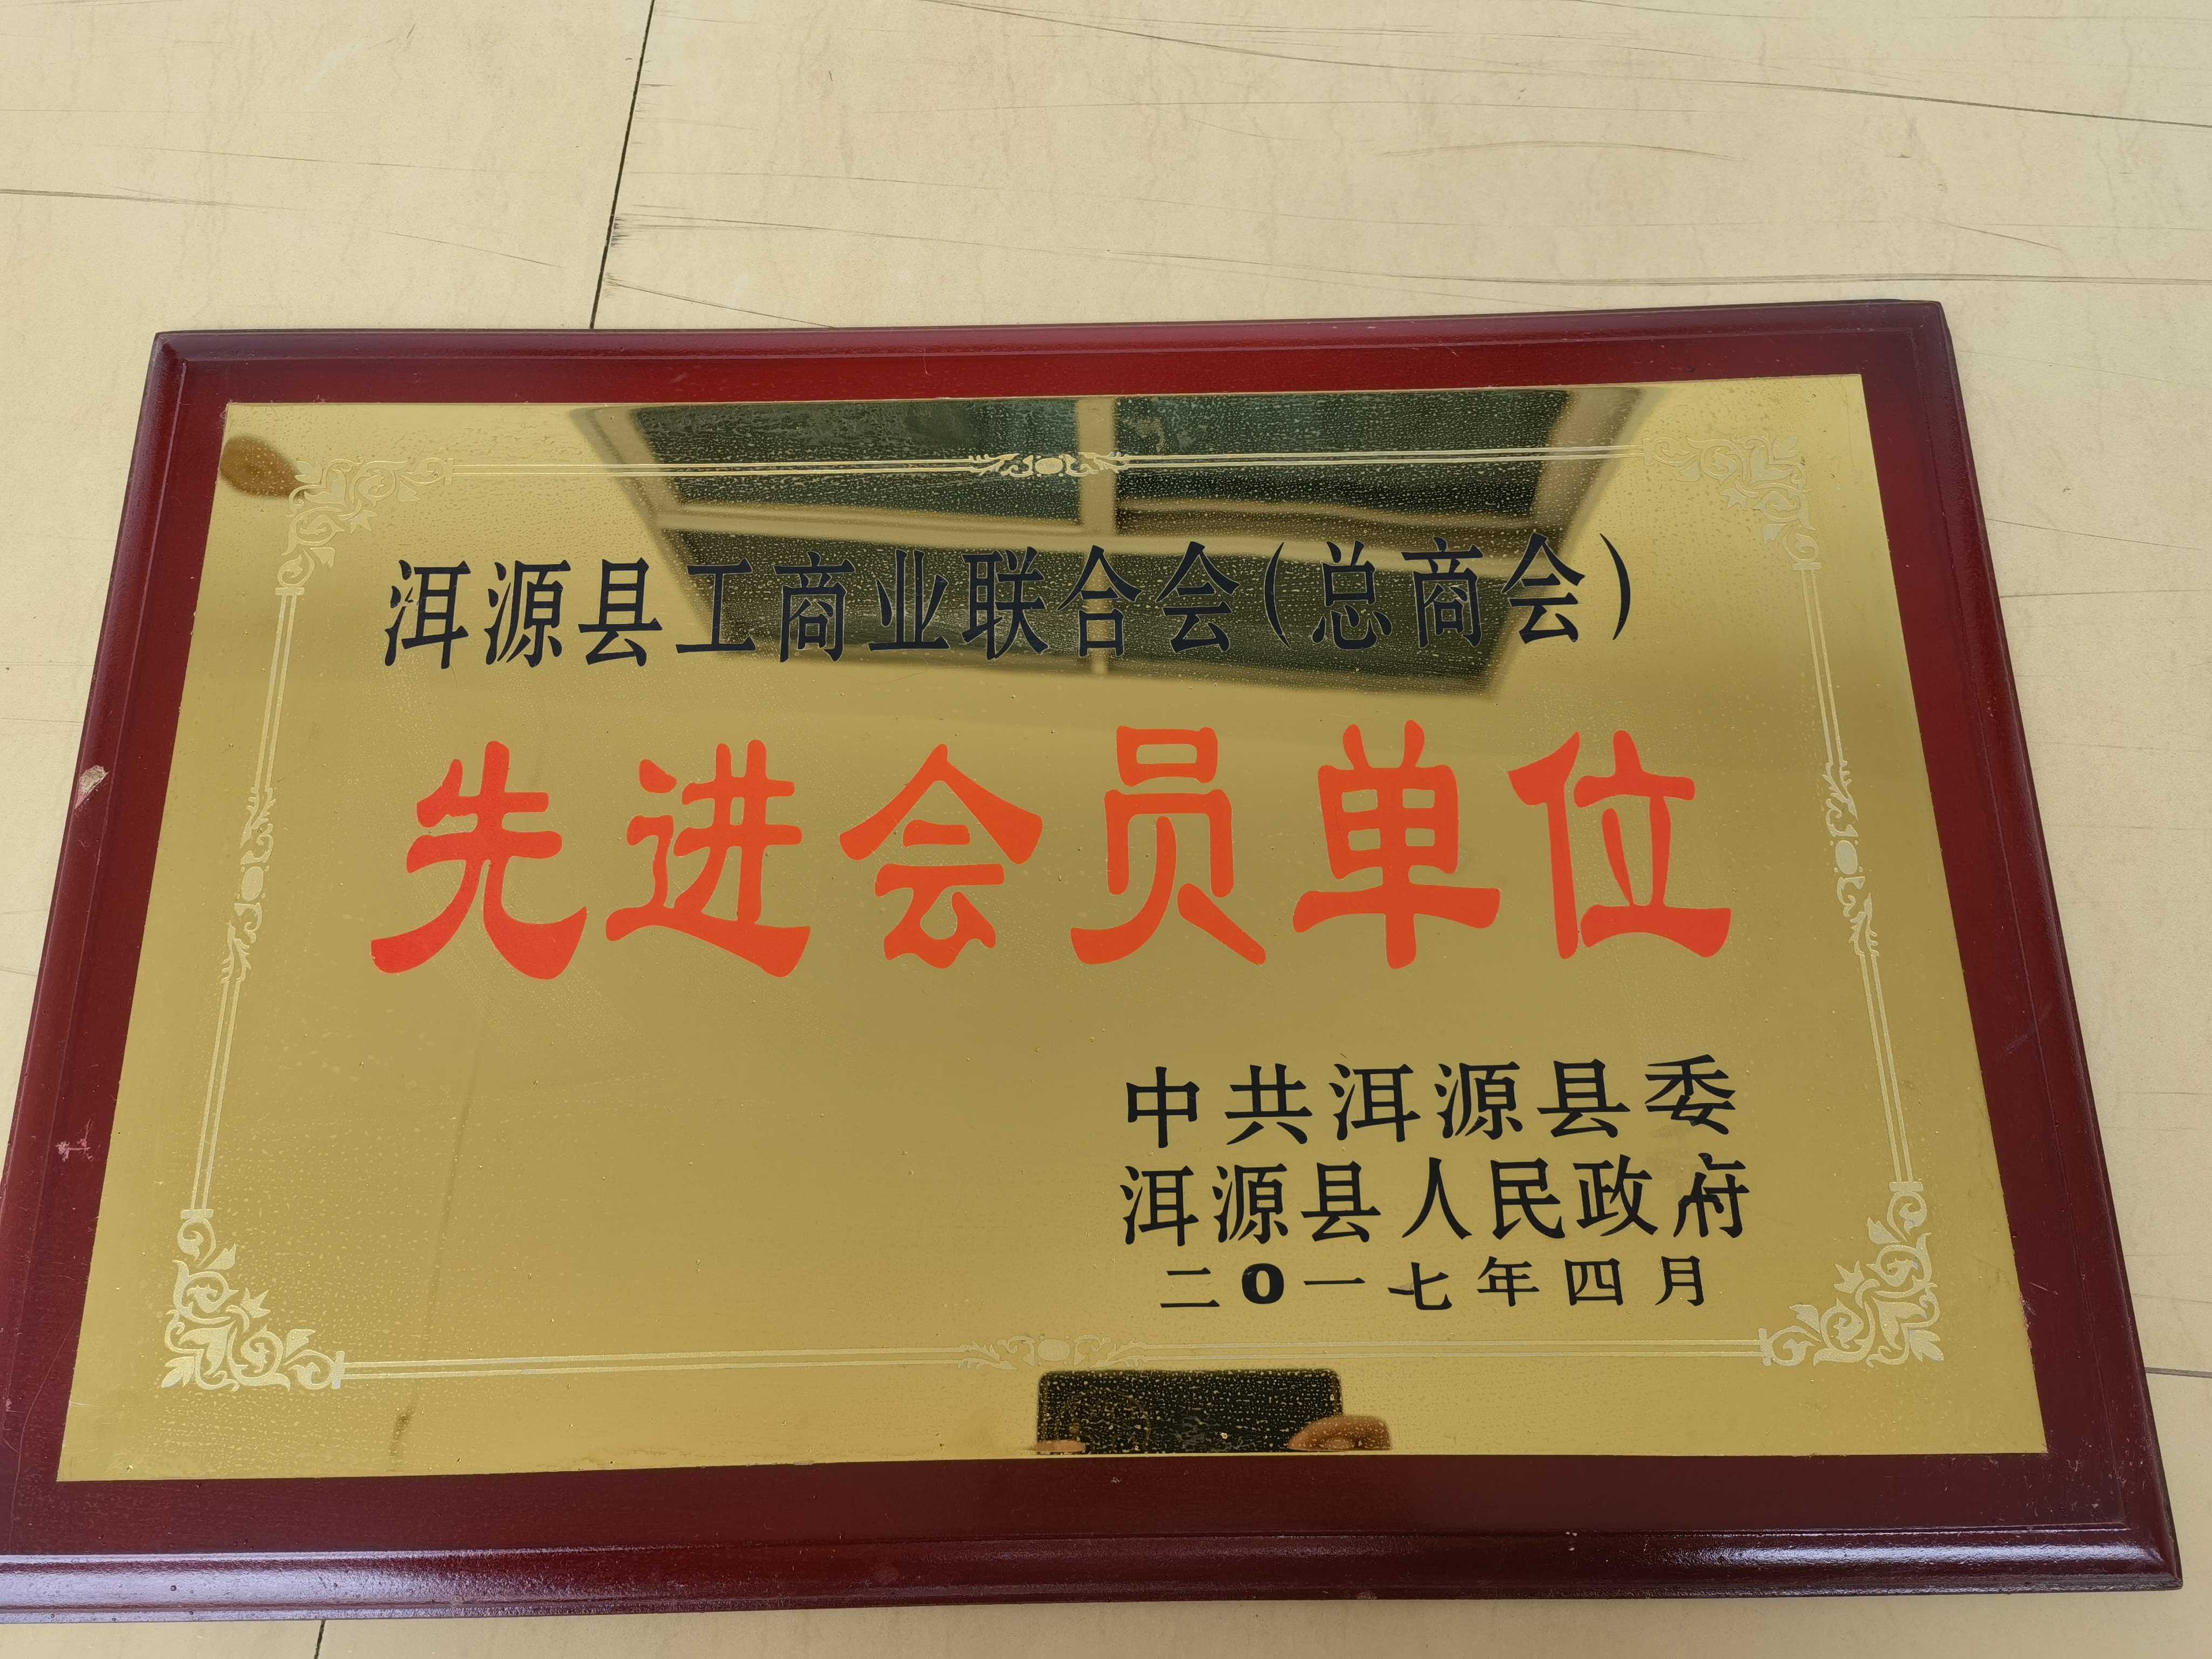 洱源县工商业联合会(总商会)
先进会员单位
中共洱源县委
洱源县人民政府
二0一七年四月